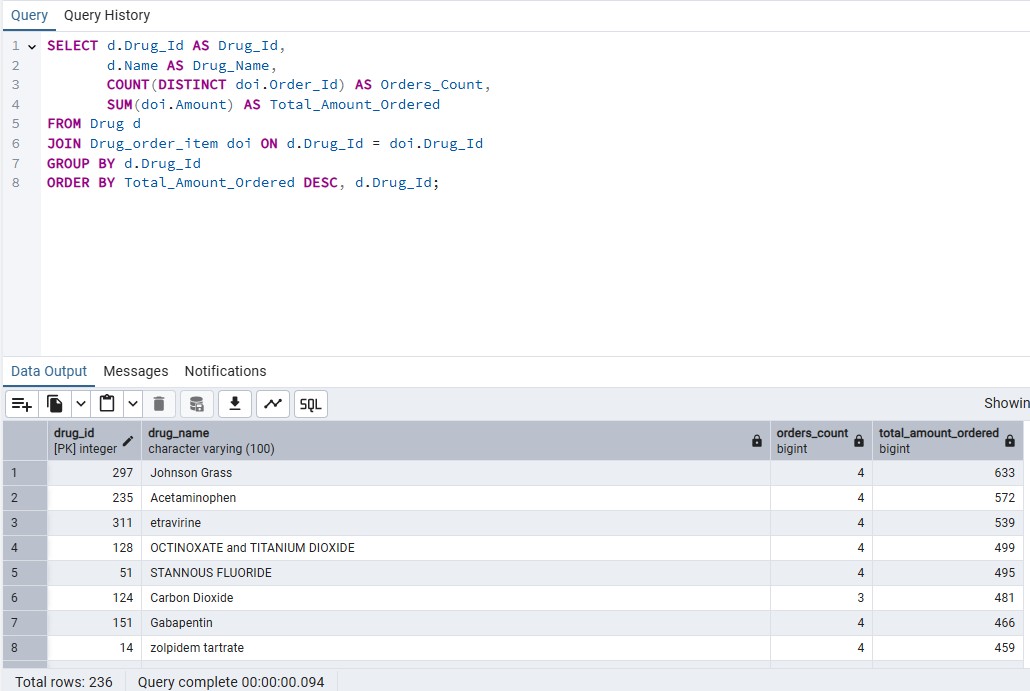 Query Query History
1 SELECT d.Drug_Id AS Drug_Id,
2 d.Name AS Drug_Name,
3 COUNT(DISTINCT doi.Order_Id) AS Orders_Count,
4 SUM(doi.Amount) AS Total_Amount_Ordered
5 FROM Drug d
6 JOIN Drug_order_item doi ON d.Drug_Id = doi.Drug_Id
7 GROUP BY d.Drug_Id
8 ORDER BY Total_Amount_Ordered DESC, d.Drug_Id;
Data Output Messages Notifications
SQL Showin
drug_id drug_name orders_count total_amount_ordered
[PK] integer character varying (100) bigint bigint
1 297 Johnson Grass 4 633
2 235 Acetaminophen 4 572
3 311 etravirine 4 539
4 128 OCTINOXATE and TITANIUM DIOXIDE 4 499
5 51 STANNOUS FLUORIDE 4 495
6 124 Carbon Dioxide 3 481
7 151 Gabapentin 4 466
8 14 zolpidem tartrate 4 459
Total rows: 236 Query complete 00:00:00.094